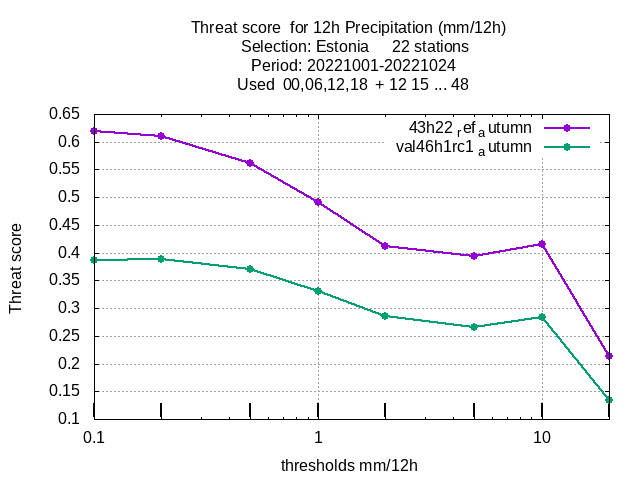 Threat score for 12h Precipitation (mm/12h)
Selection: Estonia 22 stations
Period: 20221001-20221024
Used 00,06,12,18 + 12 15 ... 48
43h22 refautumn
val46h1rc1 autumn
Threat score
0.65
0.6
0.55
0.5
0.45
0.4
0.35
0.3
0.25
0.2
0.15
0.1
0.1 1 10
thresholds mm/12h